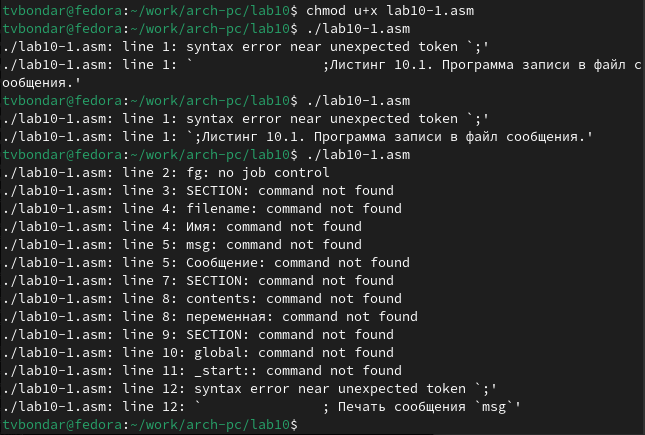 tvbondar@fedora:~/work/arch-pc/lab10$ chmod u+x lab10-1.asm
tvbondar@fedora:~/work/arch-pc/lab10$ ./lab10-1.asm
./lab10-1.asm: line 1: syntax error near unexpected token `;'
./lab10-1.asm: line 1: `               ;Листинг 10.1. Программа записи в файл с
ообщения.'
tvbondar@fedora:~/work/arch-pc/lab10$ ./lab10-1.asm
./lab10-1.asm: line 1: syntax error near unexpected token `;'
./lab10-1.asm: line 1: `;Листинг 10.1. Программа записи в файл сообщения.'
tvbondar@fedora:~/work/arch-pc/lab10$ ./lab10-1.asm
./lab10-1.asm: line 2: fg: no job control
./lab10-1.asm: line 3: SECTION: command not found
./lab10-1.asm: line 4: filename: command not found
./lab10-1.asm: line 4: Имя: command not found
./lab10-1.asm: line 5: msg: command not found
./lab10-1.asm: line 5: Сообщение: command not found
./lab10-1.asm: line 7: SECTION: command not found
./lab10-1.asm: line 8: contents: command not found
./lab10-1.asm: line 8: переменная: command not found
./lab10-1.asm: line 9: SECTION: command not found
./lab10-1.asm: line 10: global: command not found
./lab10-1.asm: line 11: _start:: command not found
./lab10-1.asm: line 12: syntax error near unexpected token `;'
./lab10-1.asm: line 12: `               ; Печать сообщения `msg`'
tvbondar@fedora:~/work/arch-pc/lab10$